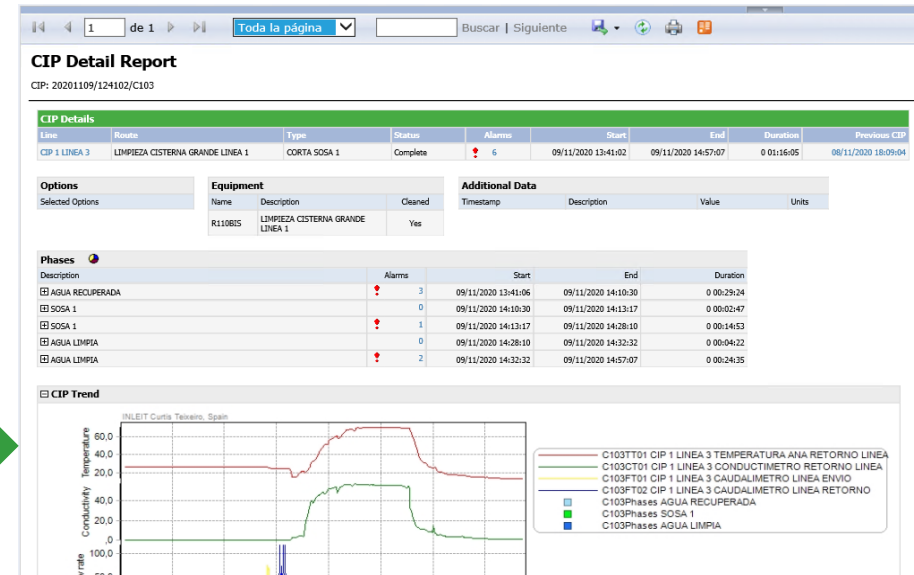 1 de 1 Toda la página Buscar | Siguiente
CIP Detail Report
CIP: 20201109/124102/C103
CIP Details
Line Route Type Status Alarms Start End Duration Previous CIP
CIP 1 LINEA 3 LIMPIEZA CISTERNA GRANDE LINEA 1 CORTA SOSA 1 Complete 6 09/11/2020 13:41:02 09/11/2020 14:57:07 0 01:16:05 08/11/2020 18:09:04
Options Equipment Additional Data
Selected Options Name Description Cleaned Timestamp Description Value Units
R110BIS LIMPIEZA CISTERNA GRANDE LINEA 1 Yes
Phases
Description Alarms Start End Duration
AGUA RECUPERADA 3 09/11/2020 13:41:06 09/11/2020 14:10:30 0 00:29:24
SOSA 1 0 09/11/2020 14:10:30 09/11/2020 14:13:17 0 00:02:47
SOSA 1 1 09/11/2020 14:13:17 09/11/2020 14:28:10 0 00:14:53
AGUA LIMPIA 0 09/11/2020 14:28:10 09/11/2020 14:32:32 0 00:04:22
AGUA LIMPIA 2 09/11/2020 14:32:32 09/11/2020 14:57:07 0 00:24:35
CIP Trend
INLEIT Curtis Teixeiro, Spain
Temperature
60,0
40,0
20,0
Conductivity
40,0
20,0
,0
100,0
C103TT01 CIP 1 LINEA 3 TEMPERATURA ANA RETORNO LINEA
C103CT01 CIP 1 LINEA 3 CONDUCTIMETRO RETORNO LINEA
C103FT01 CIP 1 LINEA 3 CAUDALIMETRO LINEA ENVIO
C103FT02 CIP 1 LINEA 3 CAUDALIMETRO LINEA RETORNO
C103Phases AGUA RECUPERADA
C103Phases SOSA 1
C103Phases AGUA LIMPIA